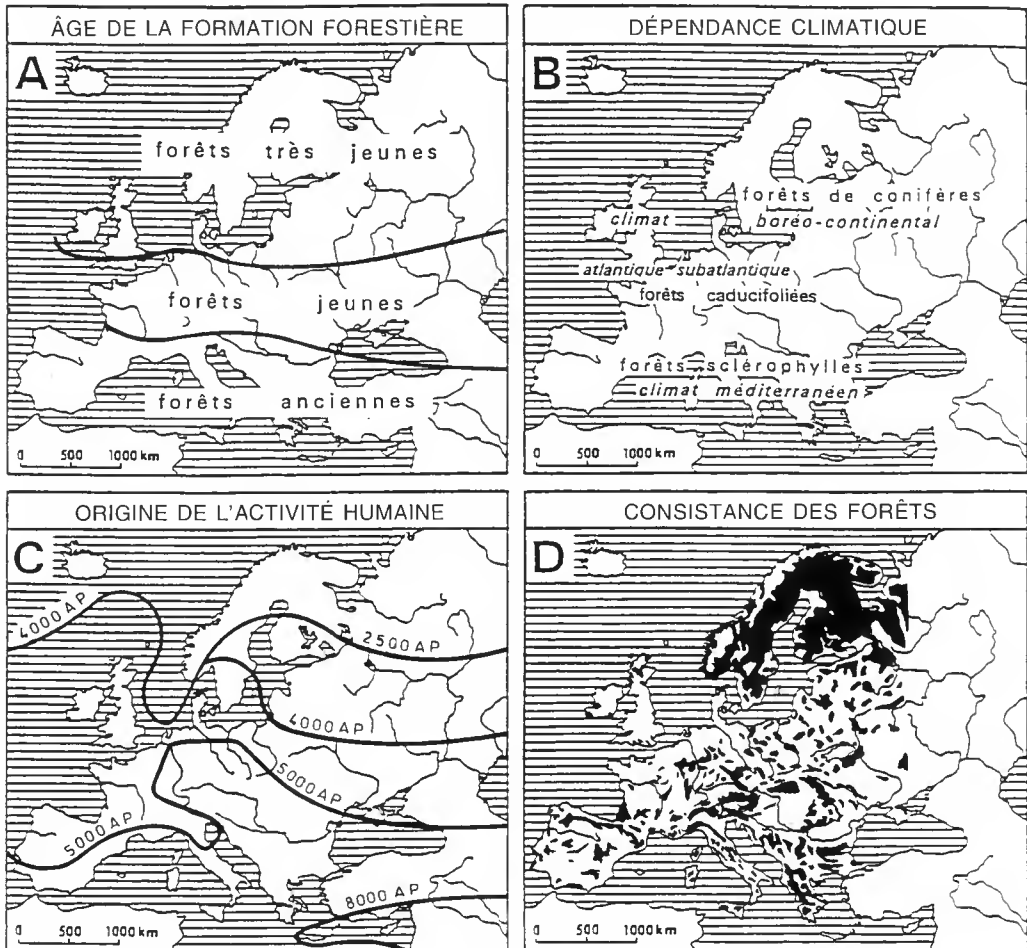 ÂGE DE LA FORMATION FORESTIÈRE
A
forêts très jeunes
forêts jeunes
forêts anciennes
0 500 1000 km
DÉPENDANCE CLIMATIQUE
B
forêts de conifères
climat boréo-continental
atlantique subatlantique
forêts caducifoliées
forêts sclérophylles
climat méditerranéen
0 500 1000 km
ORIGINE DE L'ACTIVITÉ HUMAINE
C
4000 AP
2500 AP
4000 AP
5000 AP
5000 AP
8000 AP
0 500 1000 km
CONSISTANCE DES FORÊTS
D
0 500 1000 km